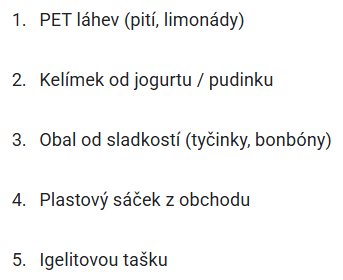 1. PET láhev (pití, limonády)
2. Kelímek od jogurtu / pudinku
3. Obal od sladkostí (tyčinky, bonbóny)
4. Plastový sáček z obchodu
5. Igelitovou tašku